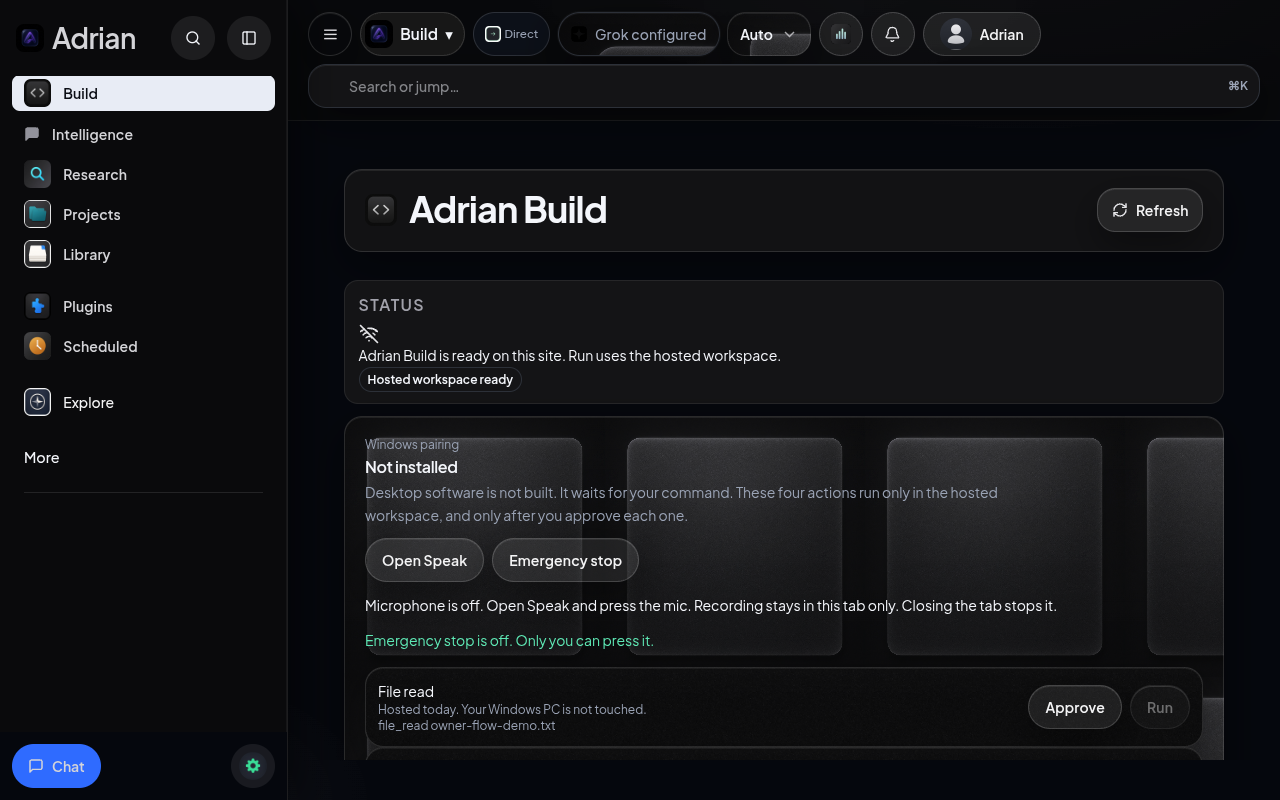 Adrian
Build
Intelligence
Research
Projects
Library
Plugins
Scheduled
Explore
More
Chat
Build ▾
Direct
Grok configured
Auto
Adrian
Search or jump…
⌘K
Adrian Build
Refresh
STATUS
Adrian Build is ready on this site. Run uses the hosted workspace.
Hosted workspace ready
Windows pairing
Not installed
Desktop software is not built. It waits for your command. These four actions run only in the hosted
workspace, and only after you approve each one.
Open Speak
Emergency stop
Microphone is off. Open Speak and press the mic. Recording stays in this tab only. Closing the tab stops it.
Emergency stop is off. Only you can press it.
File read
Hosted today. Your Windows PC is not touched.
file_read owner-flow-demo.txt
Approve
Run